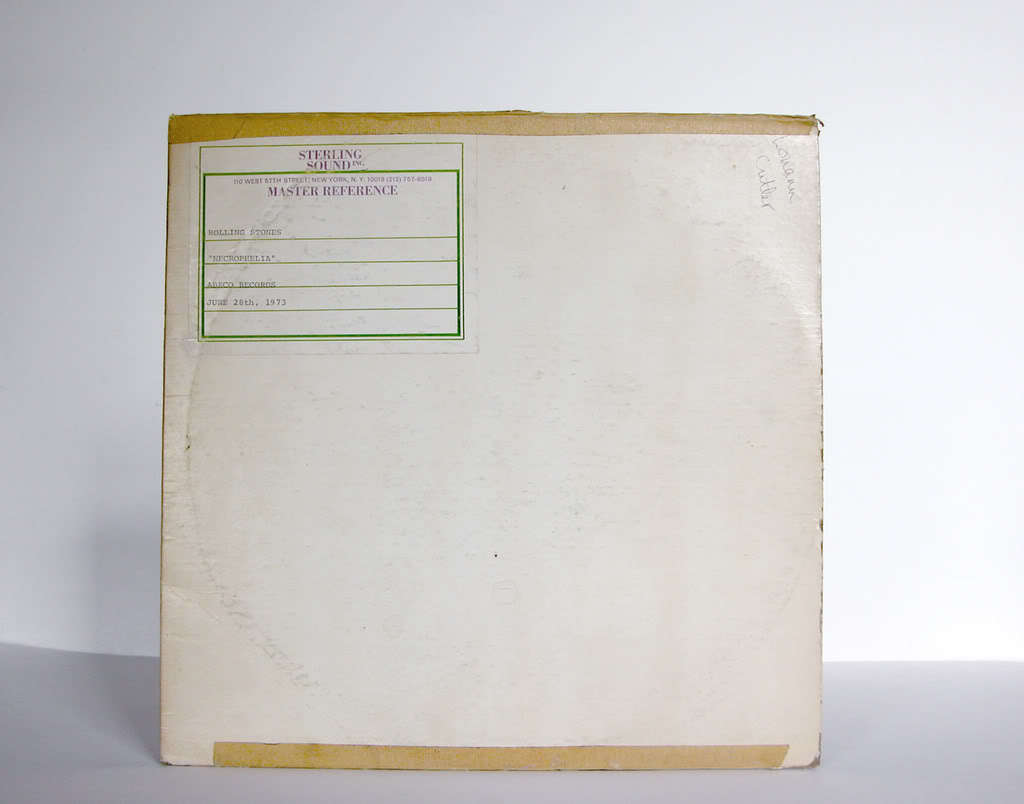 STERLING
SOUND INC.
110 WEST 57TH STREET, NEW YORK, N. Y. 10019 (212) 757-8519
MASTER REFERENCE
ROLLING STONES
"NECROPHELIA"
ABKCO RECORDS
JUNE 28th, 1973
Louann
Cutler